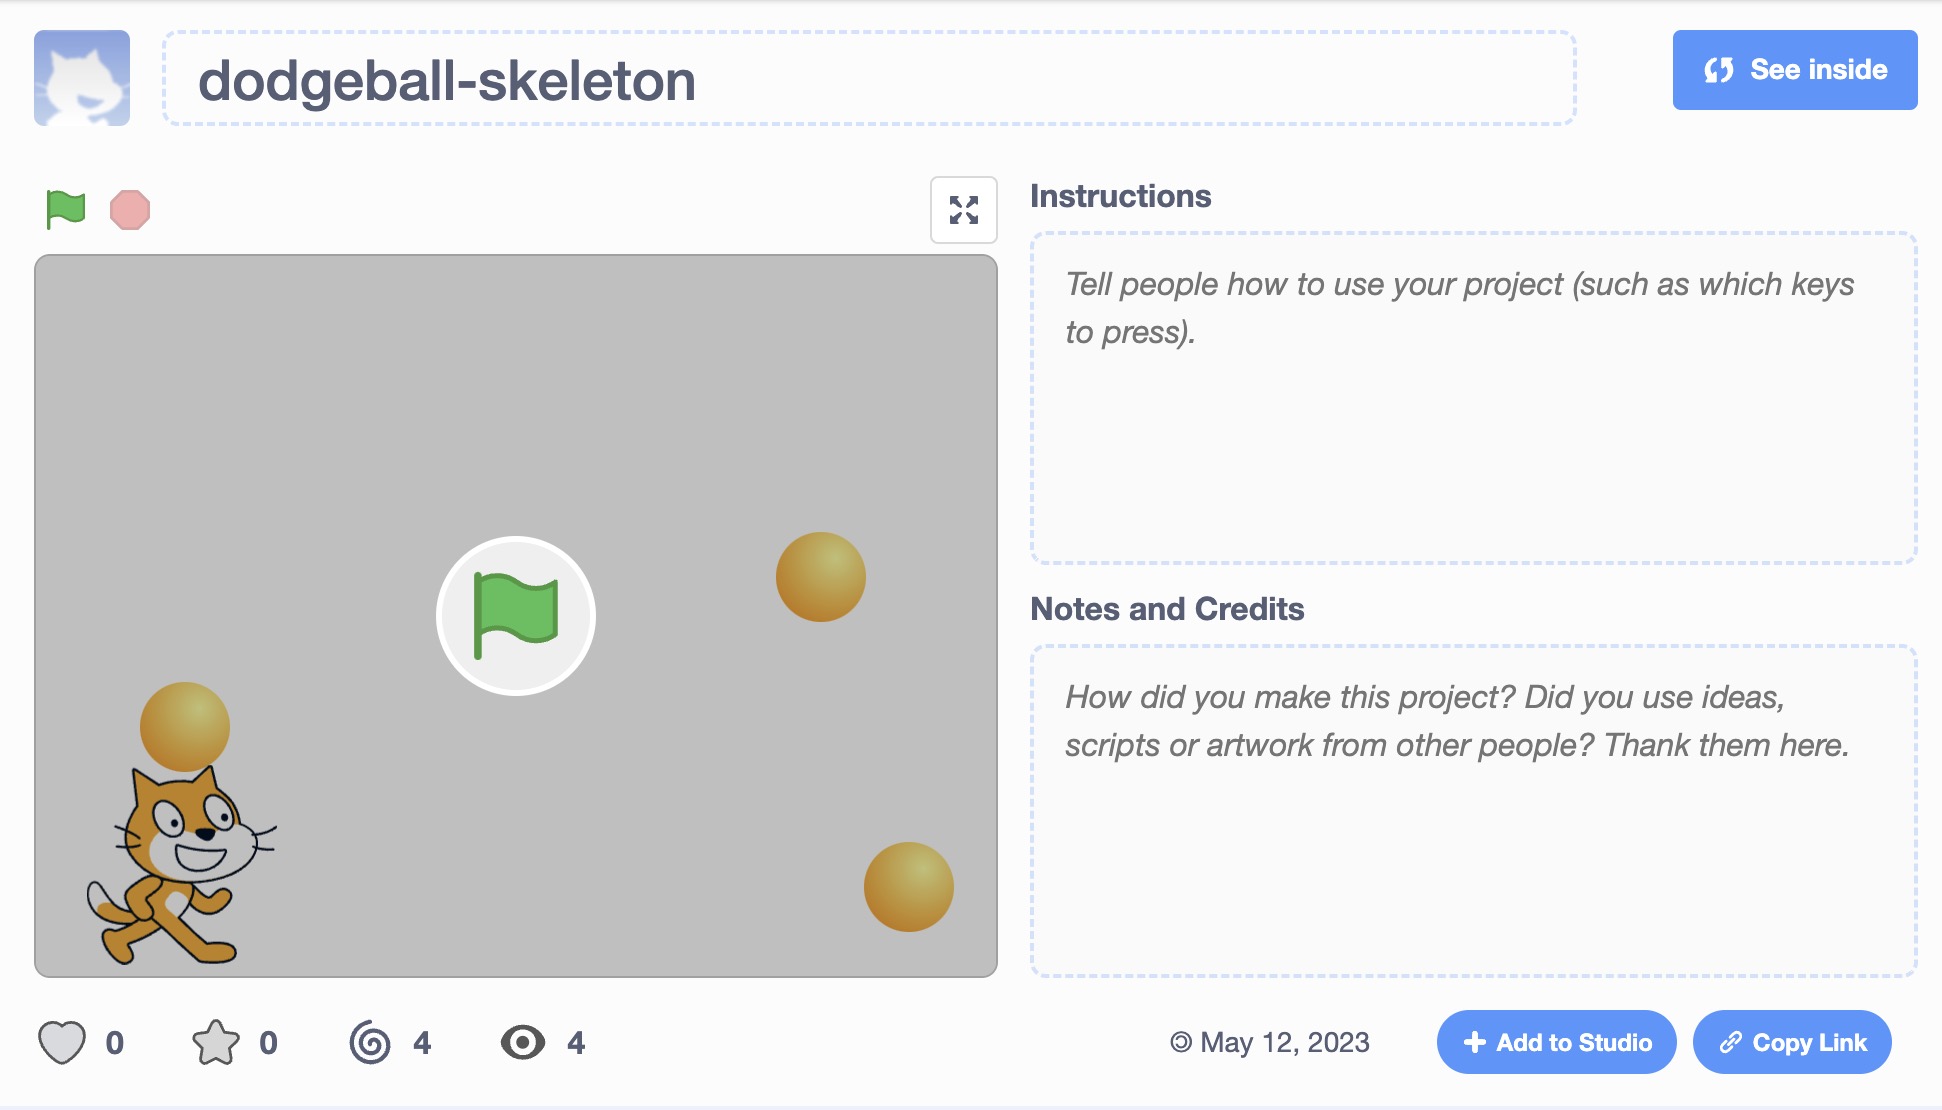 dodgeball-skeleton
See inside
Instructions
Tell people how to use your project (such as which keys
to press).
Notes and Credits
How did you make this project? Did you use ideas,
scripts or artwork from other people? Thank them here.
0
0
4
4
May 12, 2023
Add to Studio
Copy Link